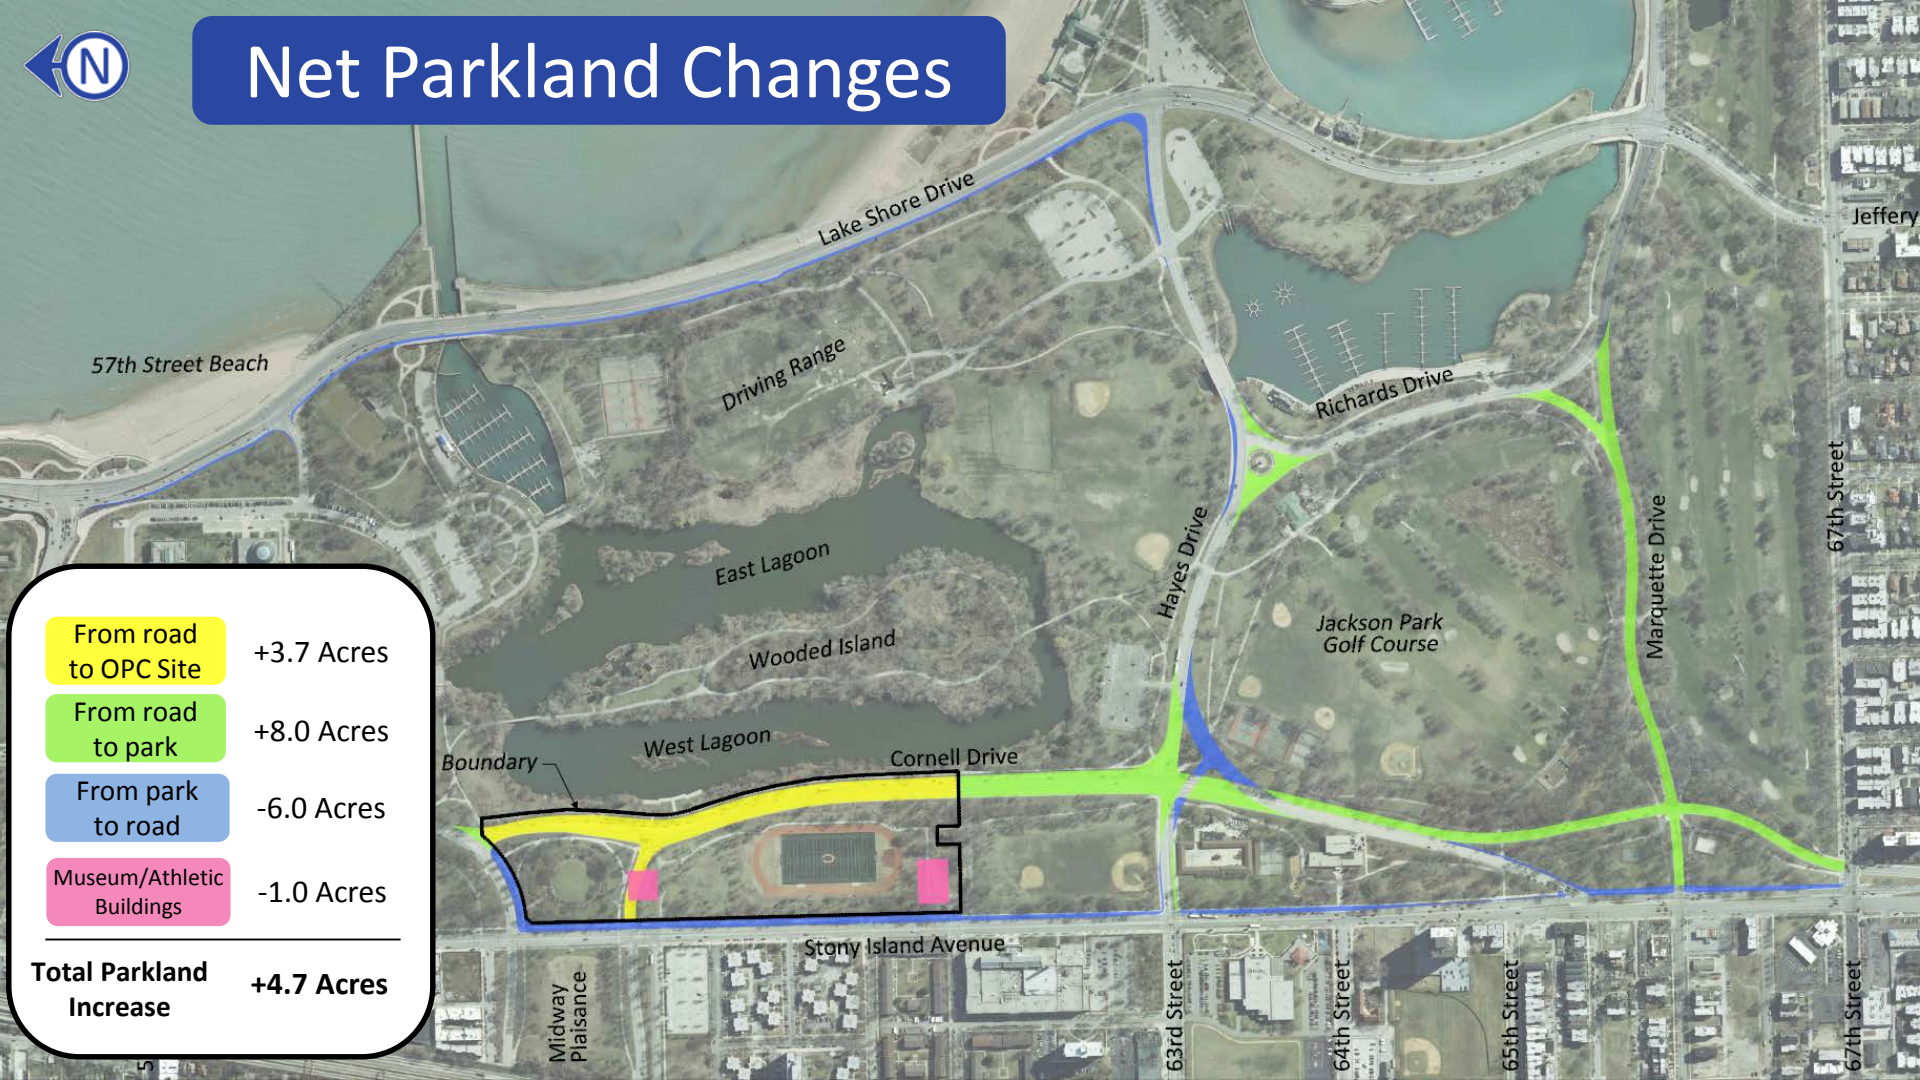 N
Net Parkland Changes
Lake Shore Drive
Jeffery
57th Street Beach
Driving Range
Richards Drive
67th Street
Hayes Drive
Marquette Drive
East Lagoon
Jackson Park
Golf Course
Wooded Island
West Lagoon
Boundary
Cornell Drive
From road
to OPC Site
+3.7 Acres
From road
to park
+8.0 Acres
From park
to road
-6.0 Acres
Museum/Athletic
Buildings
-1.0 Acres
Total Parkland
Increase
+4.7 Acres
Stony Island Avenue
Midway
Plaisance
63rd Street
64th Street
65th Street
67th Street